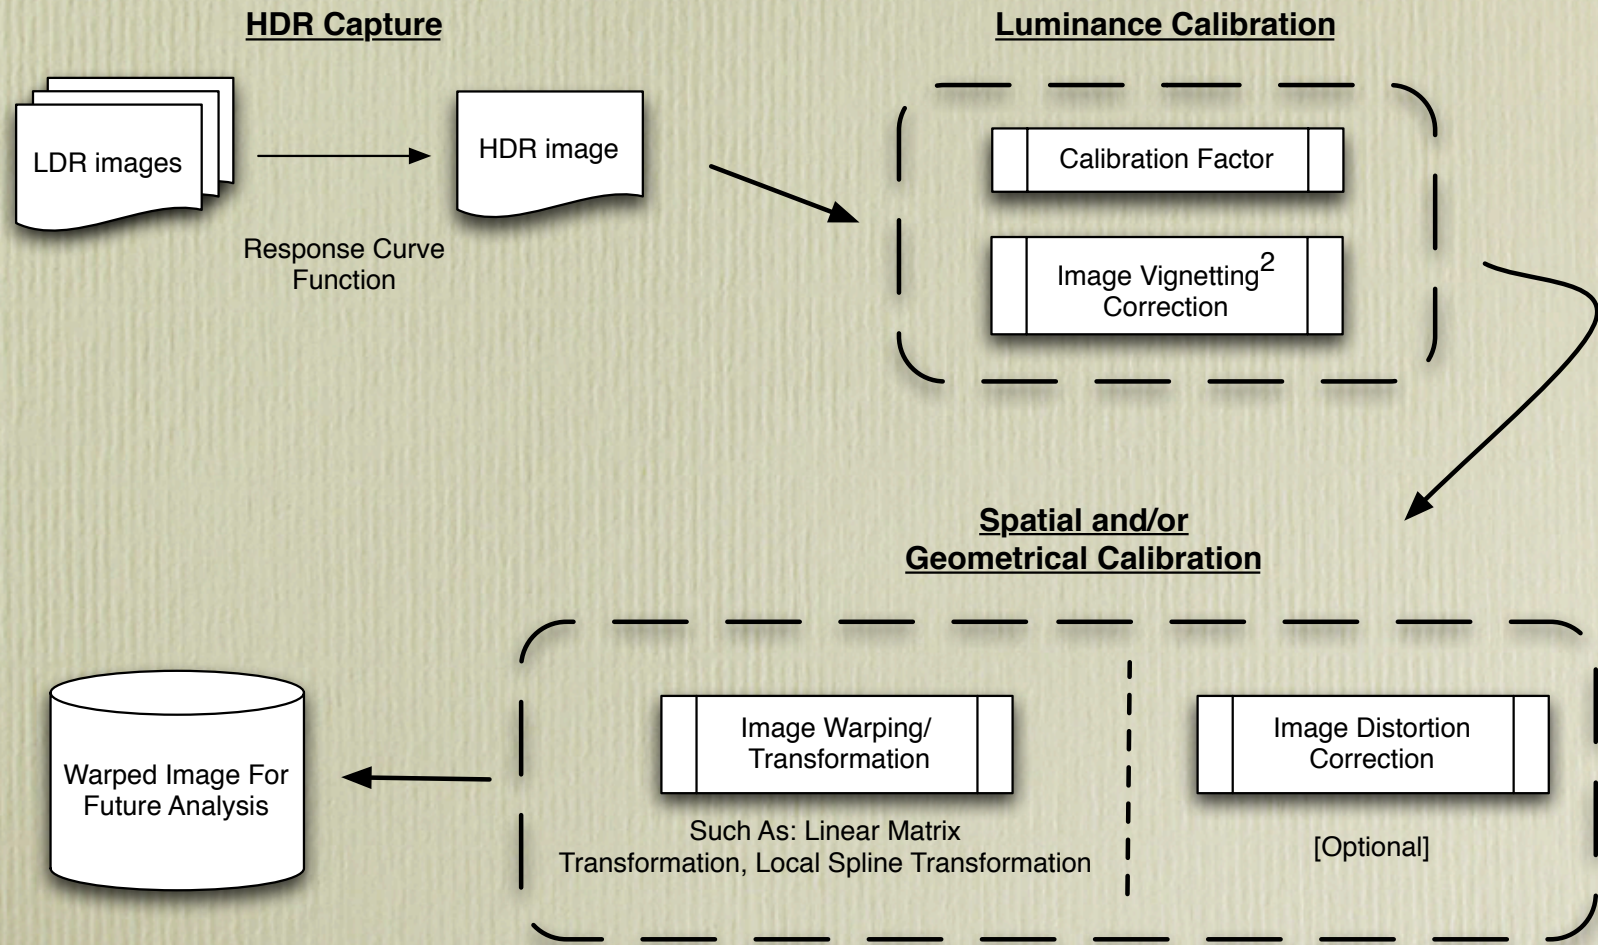 HDR Capture
LDR images
HDR image
Response Curve
Function
Luminance Calibration
Calibration Factor
Image Vignetting2
Correction
Spatial and/or
Geometrical Calibration
Image Warping/
Transformation
Such As: Linear Matrix
Transformation, Local Spline Transformation
Image Distortion
Correction
[Optional]
Warped Image For
Future Analysis